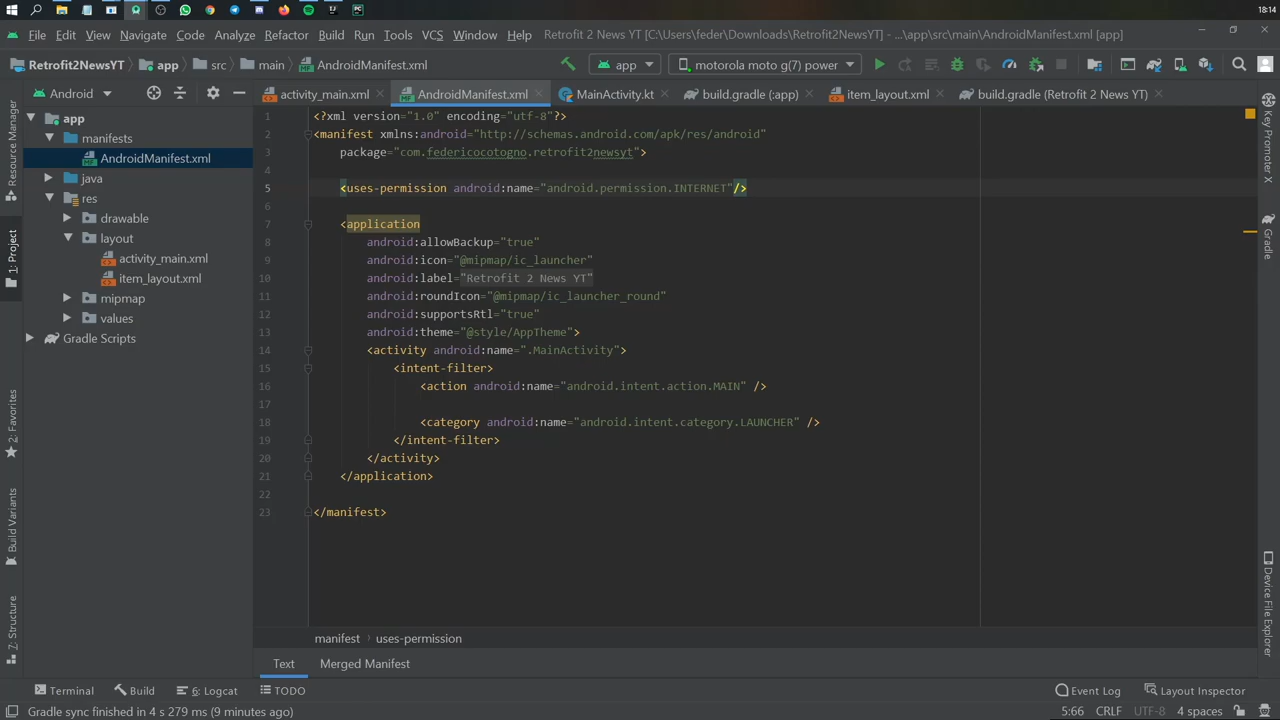 18:14
File Edit View Navigate Code Analyze Refactor Build Run Tools VCS Window Help Retrofit 2 News YT [C:\Users\feder\Downloads\Retrofit2NewsYT] - ...\app\src\main\AndroidManifest.xml [app]
Retrofit2NewsYT app src main AndroidManifest.xml app motorola moto g(7) power
Android activity_main.xml AndroidManifest.xml MainActivity.kt build.gradle (:app) item_layout.xml build.gradle (Retrofit 2 News YT)
Resource Manager
1: Project
2: Favorites
Build Variants
7: Structure
app
manifests
AndroidManifest.xml
java
res
drawable
layout
activity_main.xml
item_layout.xml
mipmap
values
Gradle Scripts
1 <?xml version="1.0" encoding="utf-8"?>
2 <manifest xmlns:android="http://schemas.android.com/apk/res/android"
3 package="com.federicocotogno.retrofit2newsyt">
4
5 <uses-permission android:name="android.permission.INTERNET"/>
6
7 <application
8 android:allowBackup="true"
9 android:icon="@mipmap/ic_launcher"
10 android:label="Retrofit 2 News YT"
11 android:roundIcon="@mipmap/ic_launcher_round"
12 android:supportsRtl="true"
13 android:theme="@style/AppTheme">
14 <activity android:name=".MainActivity">
15 <intent-filter>
16 <action android:name="android.intent.action.MAIN" />
17
18 <category android:name="android.intent.category.LAUNCHER" />
19 </intent-filter>
20 </activity>
21 </application>
22
23 </manifest>
Key Promoter X
Gradle
Device File Explorer
manifest > uses-permission
Text Merged Manifest
Terminal Build 6: Logcat TODO Event Log Layout Inspector
Gradle sync finished in 4 s 279 ms (9 minutes ago) 5:66 CRLF UTF-8 4 spaces